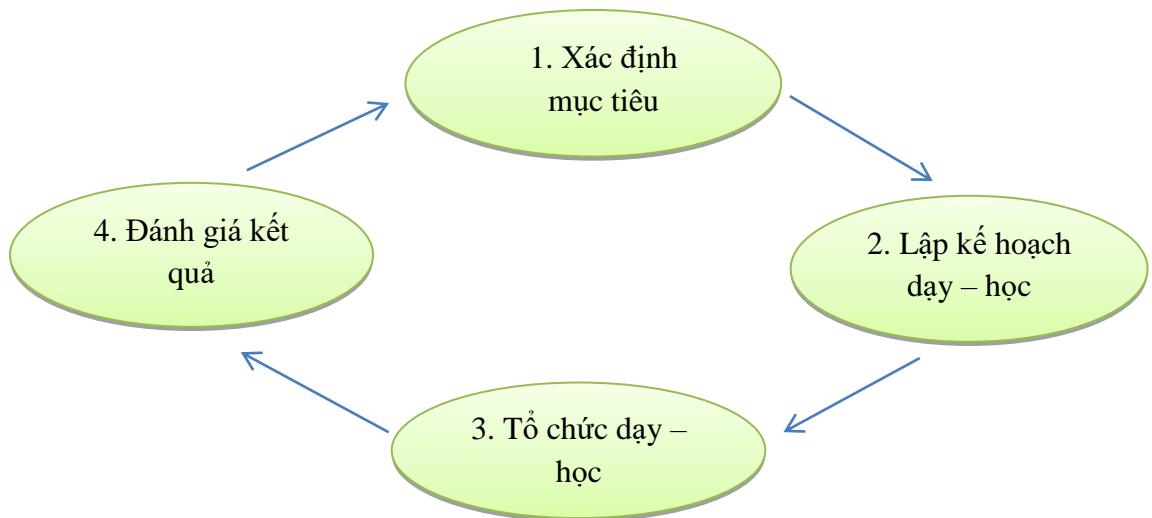 1. Xác định
mục tiêu
2. Lập kế hoạch
dạy – học
3. Tổ chức dạy –
học
4. Đánh giá kết
quả